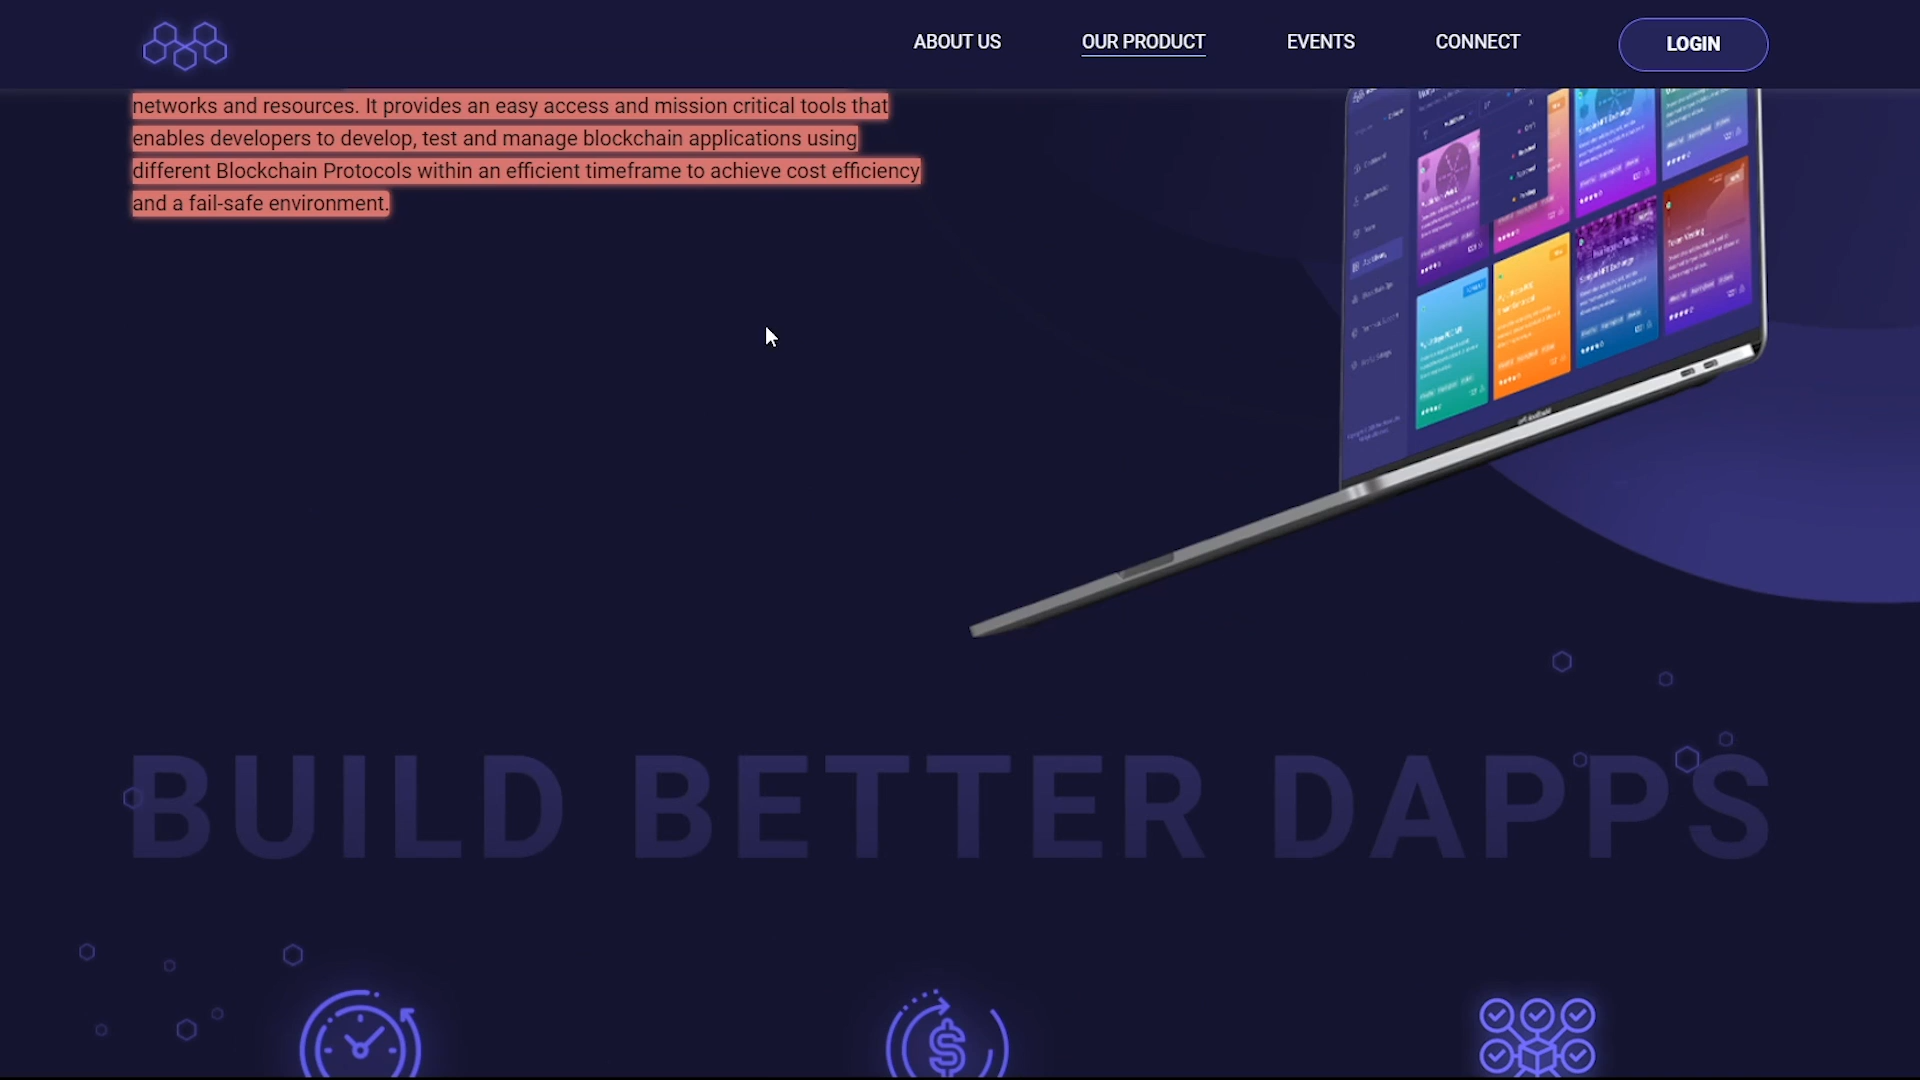 ABOUT US
OUR PRODUCT
EVENTS
CONNECT
LOGIN
networks and resources. It provides an easy access and mission critical tools that
enables developers to develop, test and manage blockchain applications using
different Blockchain Protocols within an efficient timeframe to achieve cost efficiency
and a fail-safe environment.
BUILD BETTER DAPPS